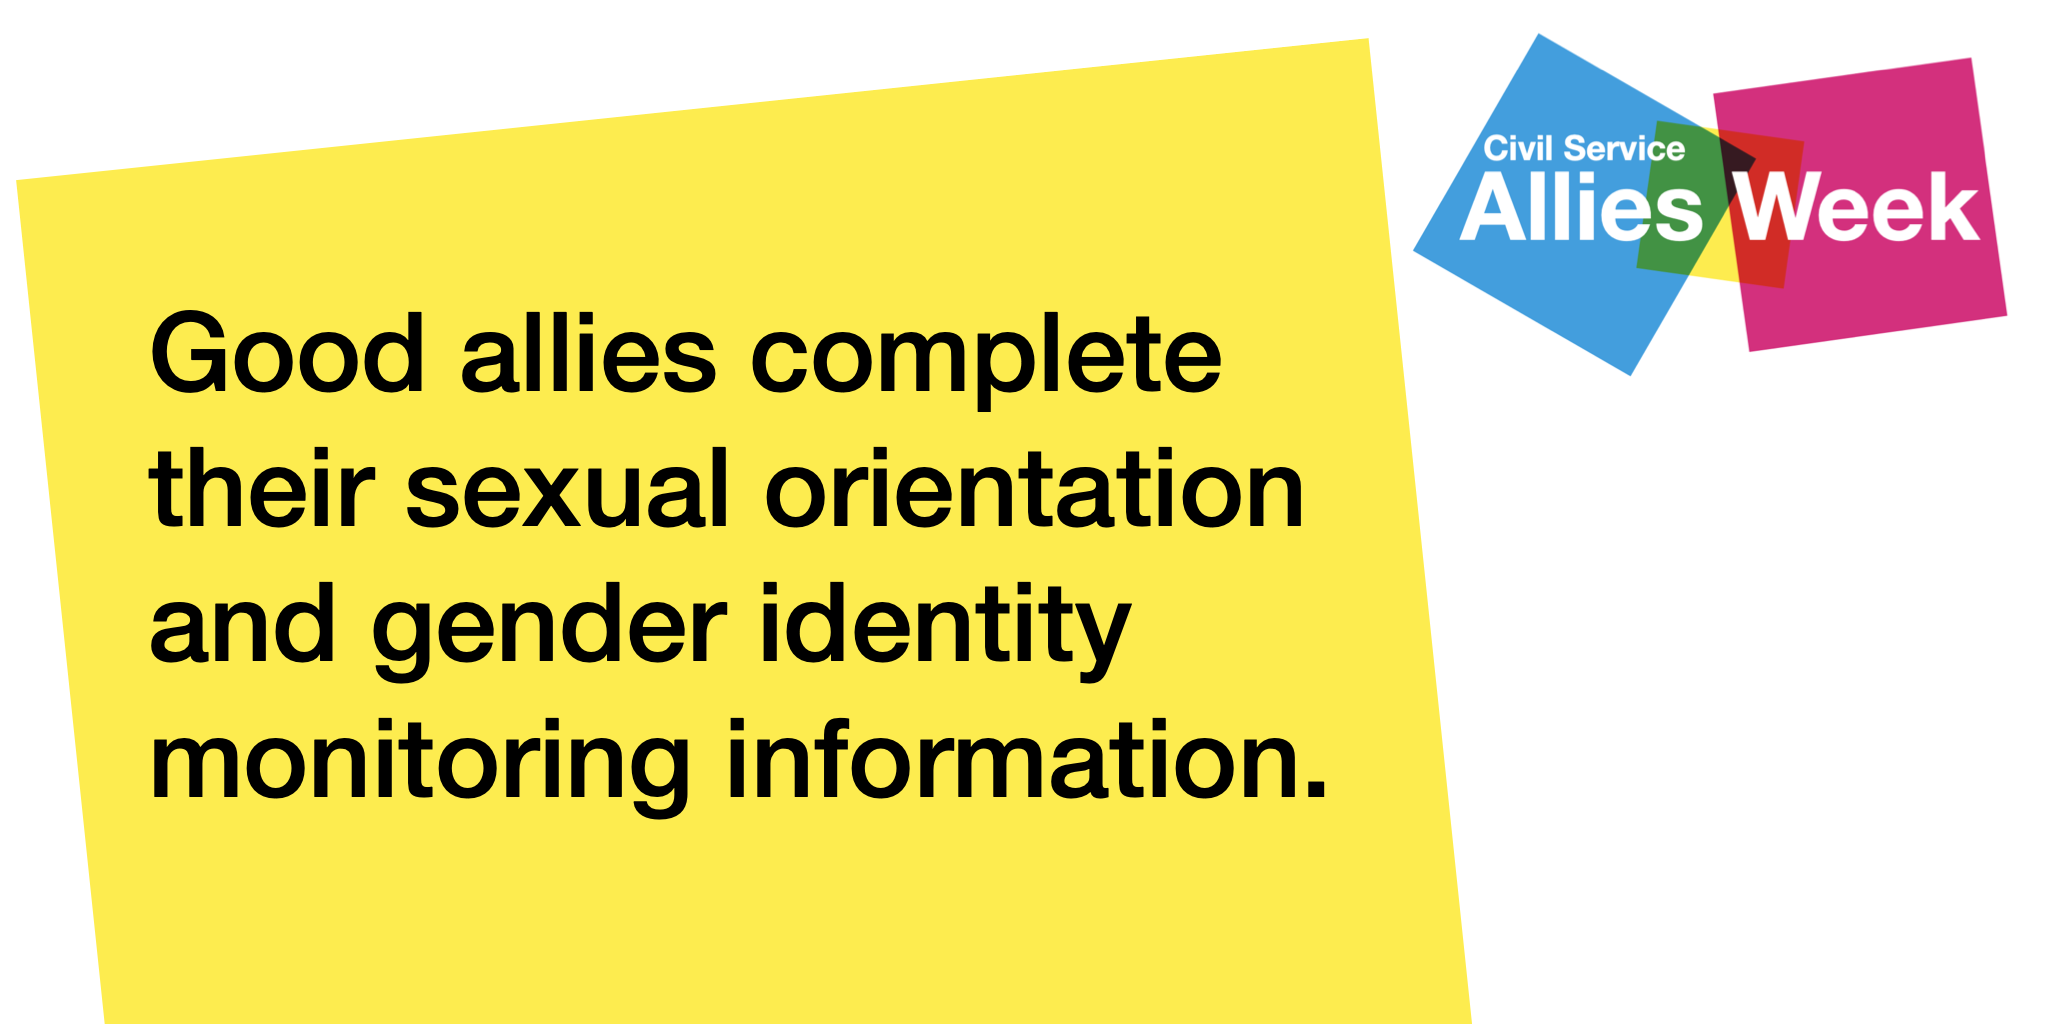 Good allies complete
their sexual orientation
and gender identity
monitoring information.
Civil Service
Allies Week